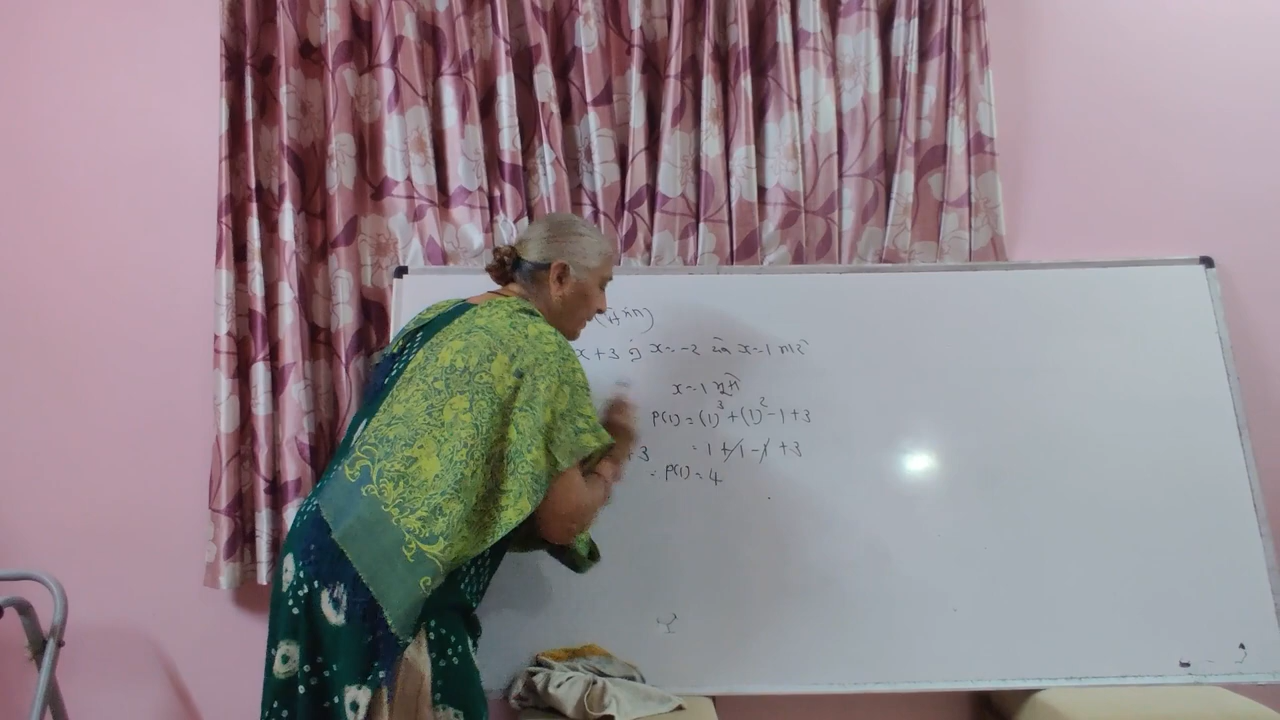 x+3 ને x=-2 અને x=1 માટે
x=1 મૂકતાં
P(1) = (1)³ + (1)² - 1 + 3
+3 = 1 + 1 - 1 + 3
= P(1) = 4